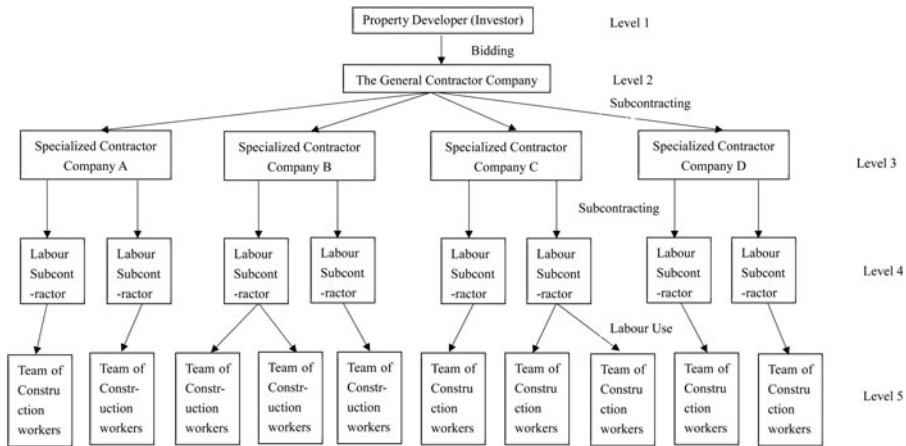 Property Developer (Investor)
Level 1
Bidding
The General Contractor Company
Level 2
Subcontracting
Specialized Contractor
Company A
Specialized Contractor
Company B
Specialized Contractor
Company C
Specialized Contractor
Company D
Level 3
Subcontracting
Labour
Subcont
-ractor
Labour
Subcont
-ractor
Labour
Subcont
-ractor
Labour
Subcont
-ractor
Labour
Subcont
-ractor
Labour
Subcont
-ractor
Labour
Subcont
-ractor
Labour
Subcont
-ractor
Level 4
Labour Use
Team of
Constru
ction
workers
Team of
Constr-
uction
workers
Team of
Constr-
uction
workers
Team of
Constr-
uction
workers
Team of
Constr-
uction
workers
Team of
Constru
ction
workers
Team of
Constru
ction
workers
Team of
Constru
ction
workers
Team of
Constru
ction
workers
Team of
Constru
ction
workers
Level 5